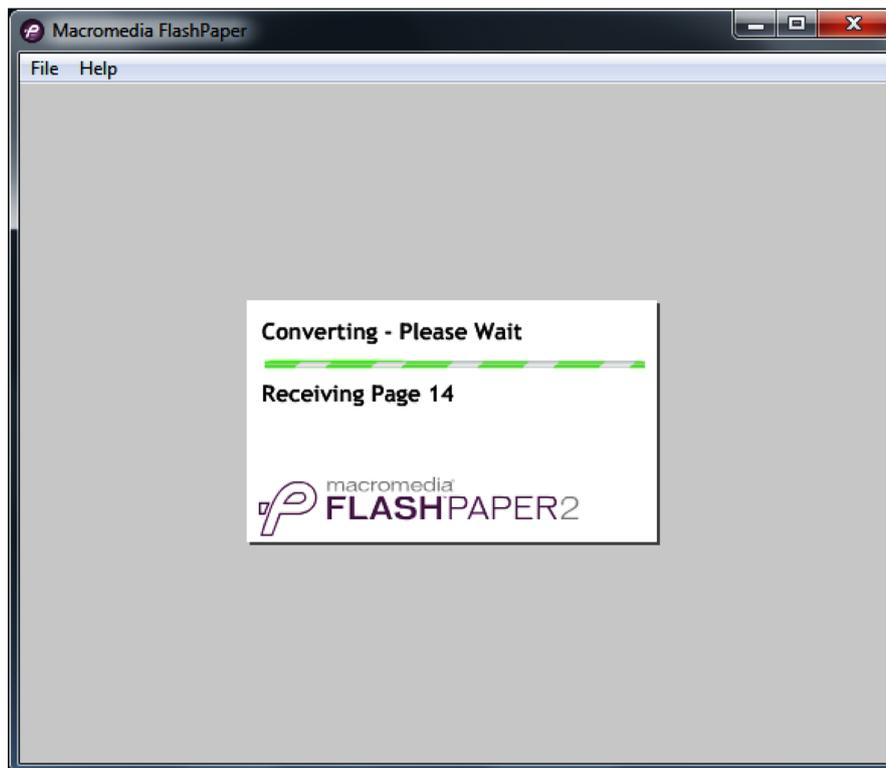 Macromedia FlashPaper
File Help
Converting - Please Wait
Receiving Page 14
macromedia
FLASHPAPER2